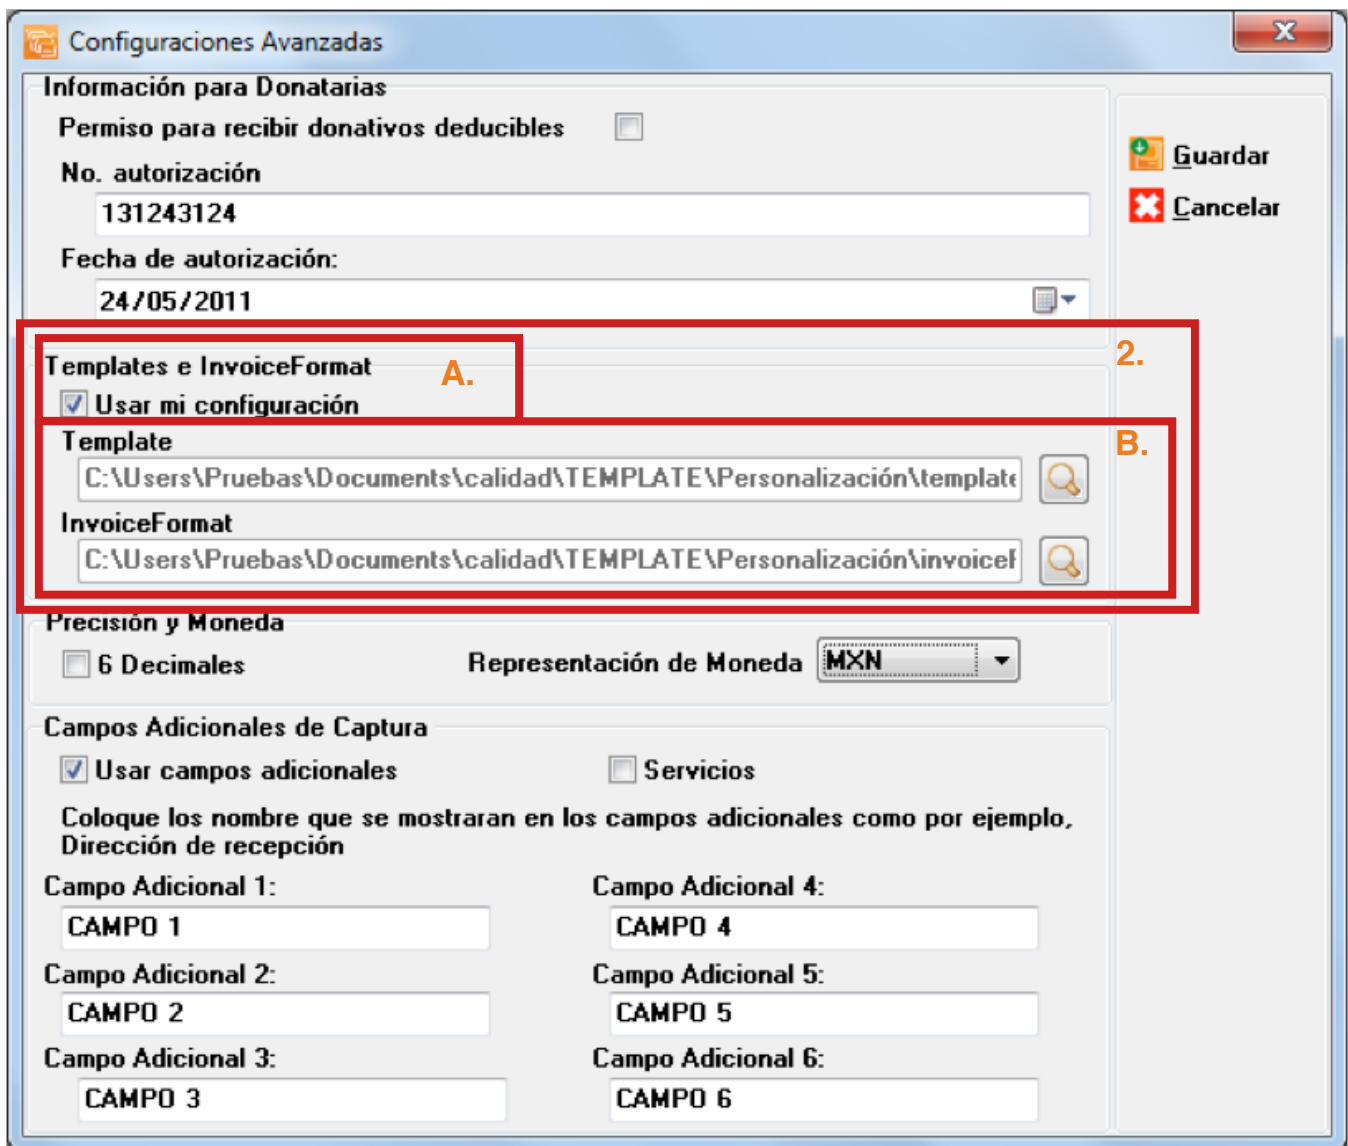 Configuraciones Avanzadas
X
Información para Donatarias
Permiso para recibir donativos deducibles
No. autorización
131243124
Fecha de autorización:
24/05/2011
Guardar
Cancelar
2.
Templates e InvoiceFormat
A.
Usar mi configuración
B.
Template
C:\Users\Pruebas\Documents\calidad\TEMPLATE\Personalización\template
InvoiceFormat
C:\Users\Pruebas\Documents\calidad\TEMPLATE\Personalización\invoiceF
Precisión y Moneda
6 Decimales
Representación de Moneda MXN
Campos Adicionales de Captura
Usar campos adicionales
Servicios
Coloque los nombre que se mostraran en los campos adicionales como por ejemplo,
Dirección de recepción
Campo Adicional 1:
Campo Adicional 4:
CAMPO 1
CAMPO 4
Campo Adicional 2:
Campo Adicional 5:
CAMPO 2
CAMPO 5
Campo Adicional 3:
Campo Adicional 6:
CAMPO 3
CAMPO 6